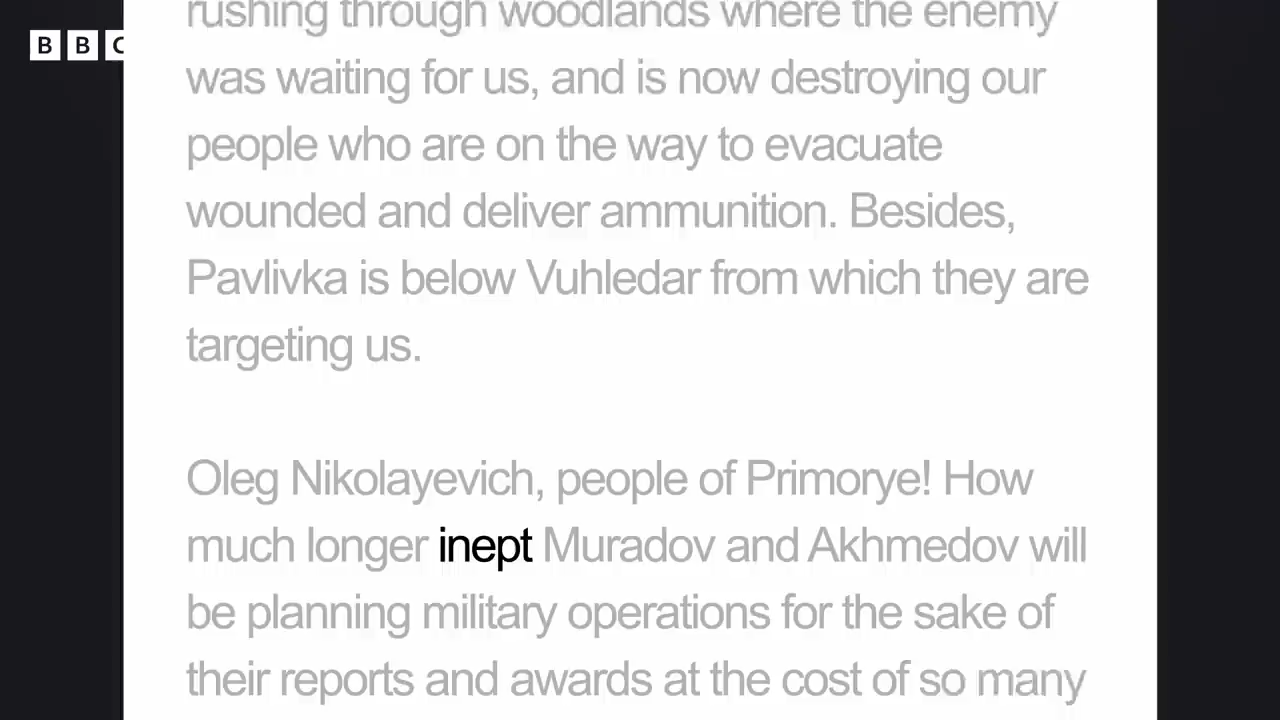 BBC
rushing through woodlands where the enemy
was waiting for us, and is now destroying our
people who are on the way to evacuate
wounded and deliver ammunition. Besides,
Pavlivka is below Vuhledar from which they are
targeting us.
Oleg Nikolayevich, people of Primorye! How
much longer inept Muradov and Akhmedov will
be planning military operations for the sake of
their reports and awards at the cost of so many